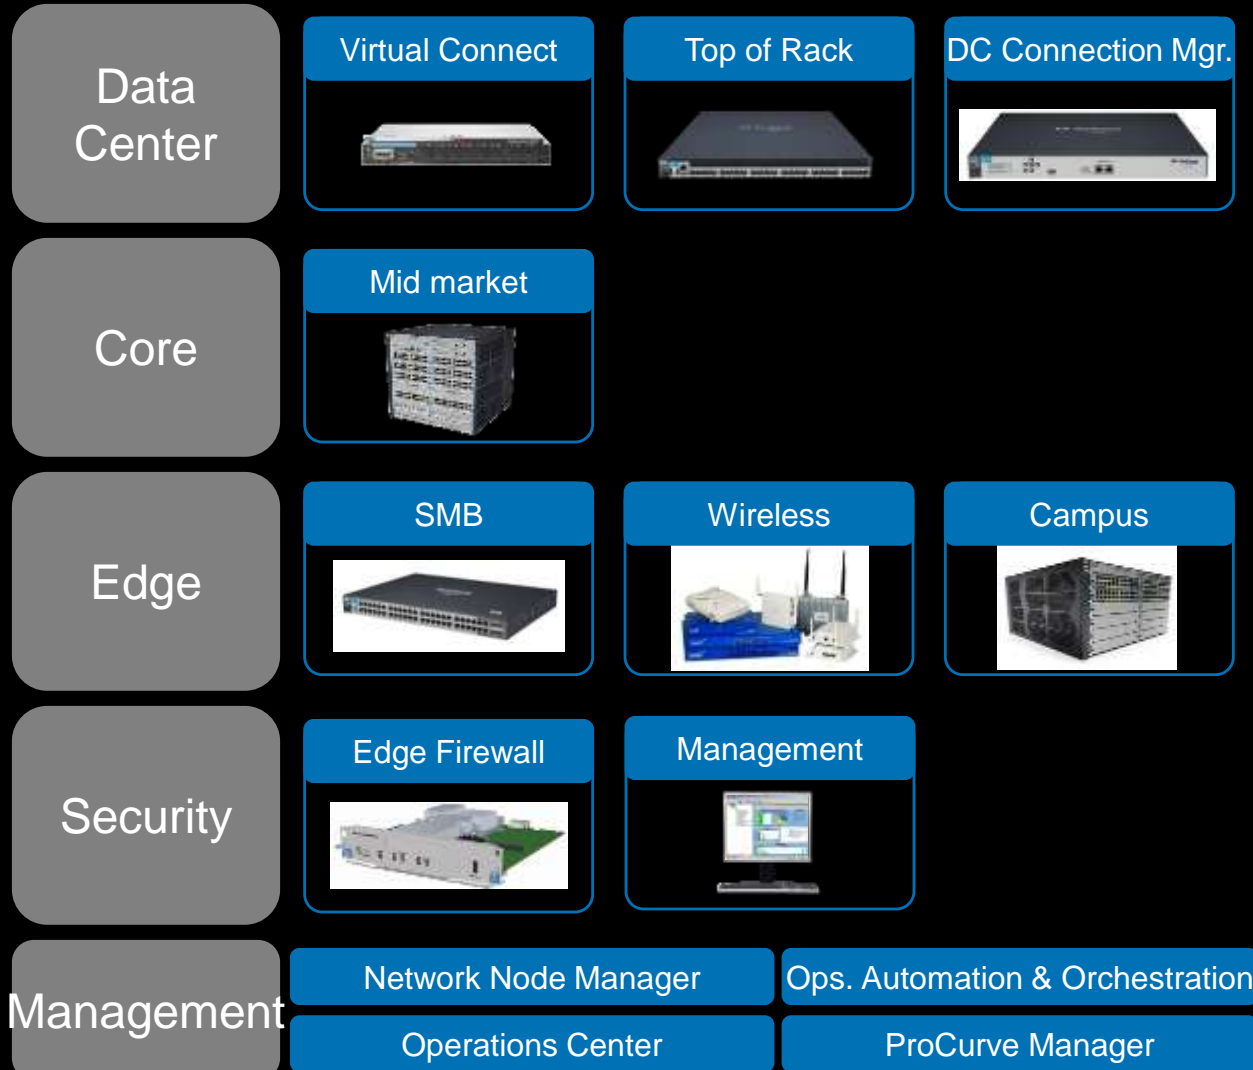 Data
Center
Virtual Connect
Top of Rack
DC Connection Mgr.
Core
Mid market
Edge
SMB
Wireless
Campus
Security
Edge Firewall
Management
Management
Network Node Manager
Ops. Automation & Orchestration
Operations Center
ProCurve Manager